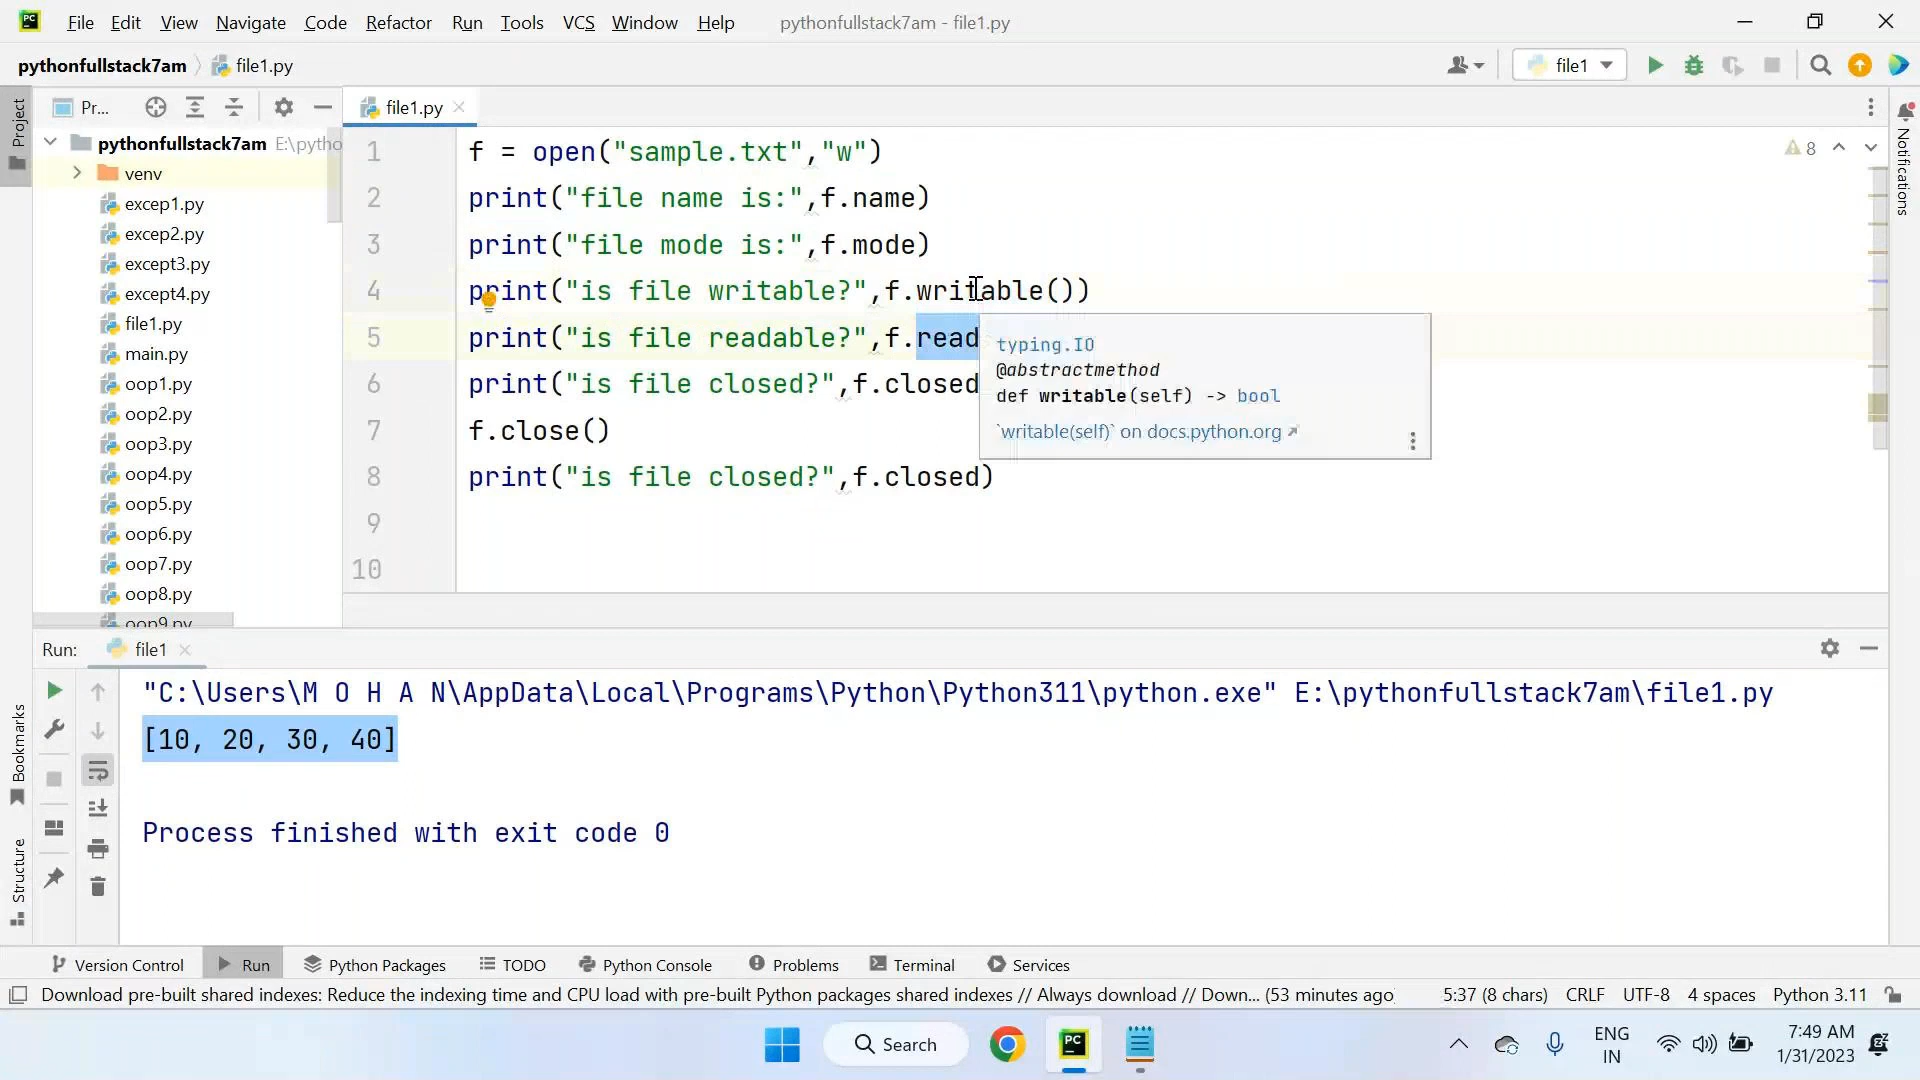 PC File Edit View Navigate Code Refactor Run Tools VCS Window Help pythonfullstack7am - file1.py
pythonfullstack7am file1.py file1
Project
Pr...
file1.py
Notifications
pythonfullstack7am E:\pytho
venv
excep1.py
excep2.py
except3.py
except4.py
file1.py
main.py
oop1.py
oop2.py
oop3.py
oop4.py
oop5.py
oop6.py
oop7.py
oop8.py
oop9.py
8
1 f = open("sample.txt","w")
2 print("file name is:",f.name)
3 print("file mode is:",f.mode)
4 print("is file writable?",f.writable())
5 print("is file readable?",f.read
6 print("is file closed?",f.closed
7 f.close()
8 print("is file closed?",f.closed)
9
10
typing.IO
@abstractmethod
def writable(self) -> bool
`writable(self)` on docs.python.org
Run: file1
"C:\Users\M O H A N\AppData\Local\Programs\Python\Python311\python.exe" E:\pythonfullstack7am\file1.py
[10, 20, 30, 40]
Process finished with exit code 0
Bookmarks
Structure
Version Control Run Python Packages TODO Python Console Problems Terminal Services
Download pre-built shared indexes: Reduce the indexing time and CPU load with pre-built Python packages shared indexes // Always download // Down... (53 minutes ago 5:37 (8 chars) CRLF UTF-8 4 spaces Python 3.11
Search
PC
ENG
IN
7:49 AM
1/31/2023